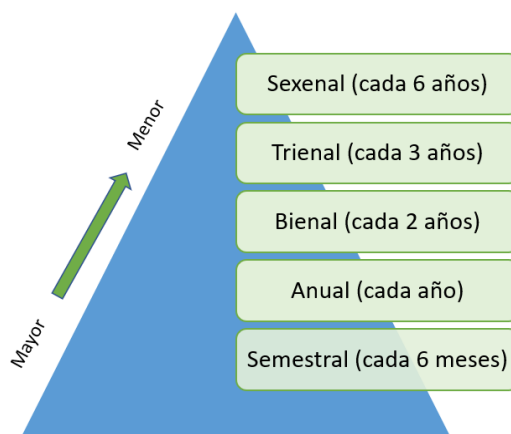 Menor
Mayor
Sexenal (cada 6 años)
Trienal (cada 3 años)
Bienal (cada 2 años)
Anual (cada año)
Semestral (cada 6 meses)